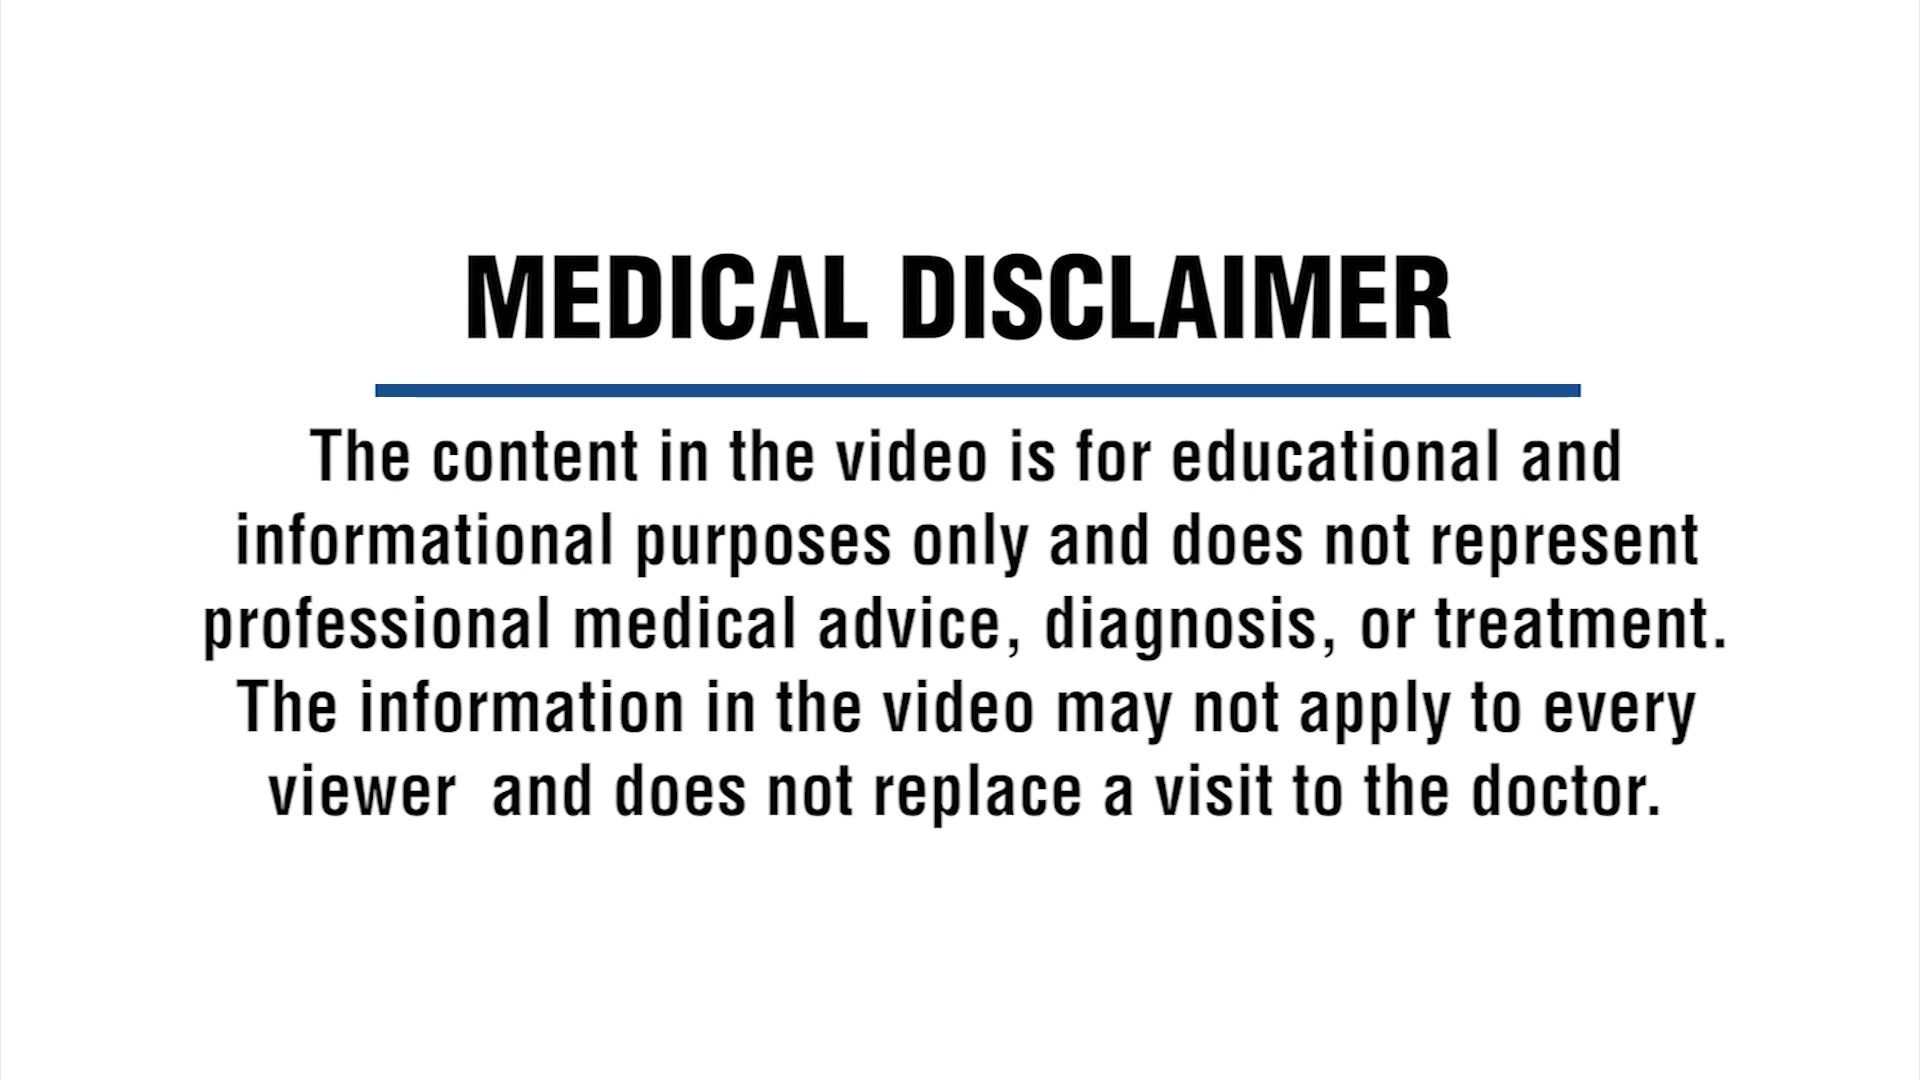 MEDICAL DISCLAIMER
The content in the video is for educational and
informational purposes only and does not represent
professional medical advice, diagnosis, or treatment.
The information in the video may not apply to every
viewer  and does not replace a visit to the doctor.